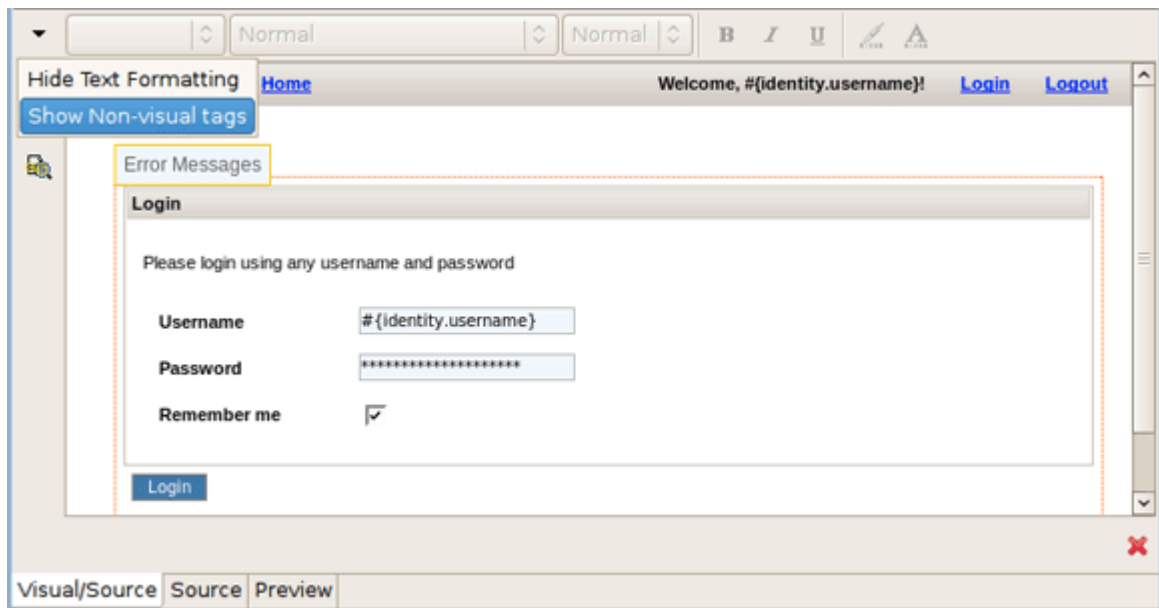 Normal Normal B I U A
Hide Text Formatting
Show Non-visual tags
Home Welcome, #{identity.username}! Login Logout
Error Messages
Login
Please login using any username and password
Username #{identity.username}
Password ********************
Remember me
Login
Visual/Source Source Preview